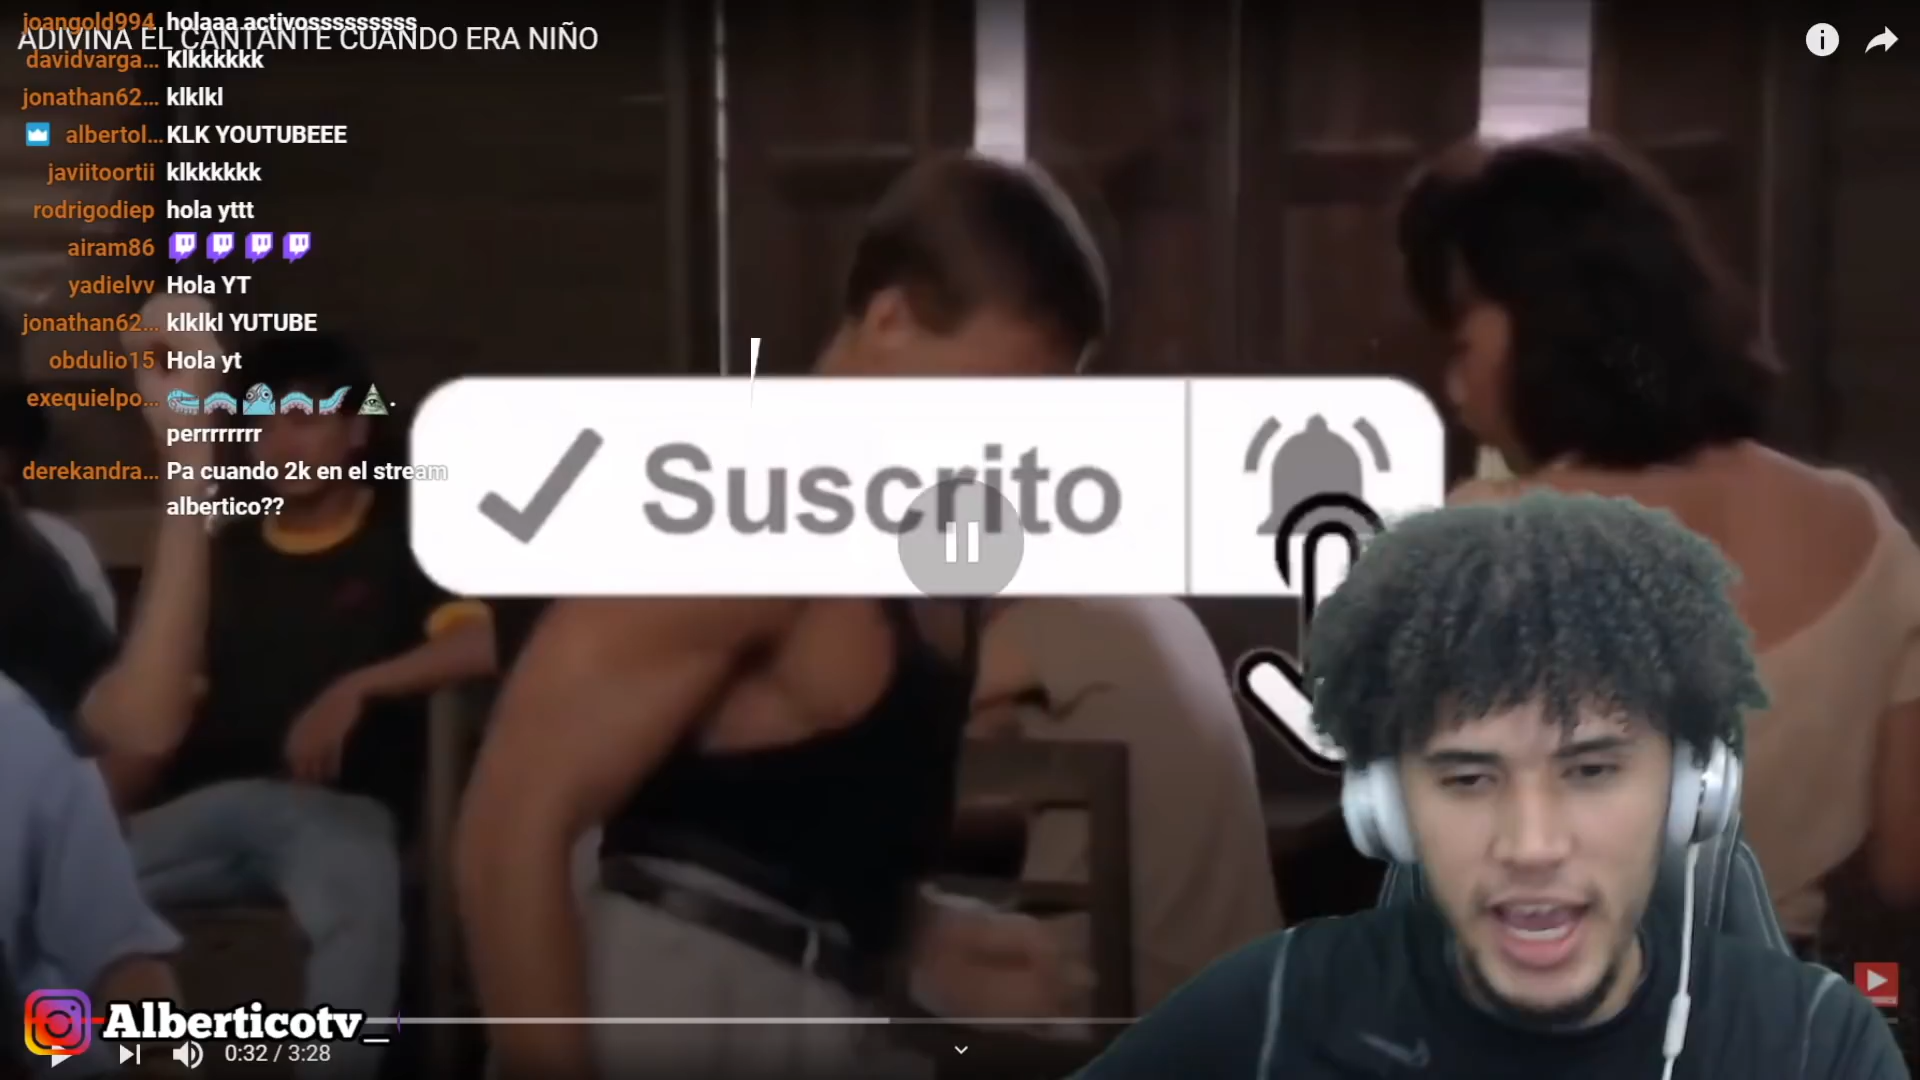 joangold994 holaaa activosssssssss
ADIVINA EL CANTANTE CUANDO ERA NIÑO
davidvarga... Klkkkkkk
jonathan62... klklkl
albertol... KLK YOUTUBEEE
javiitoortii klkkkkkk
rodrigodiep hola yttt
airam86
yadielvv Hola YT
jonathan62... klklkl YUTUBE
obdulio15 Hola yt
exequielpo... .
perrrrrrrr
derekandra... Pa cuando 2k en el stream
albertico??
Suscrito
Alberticotv_
0:32 / 3:28